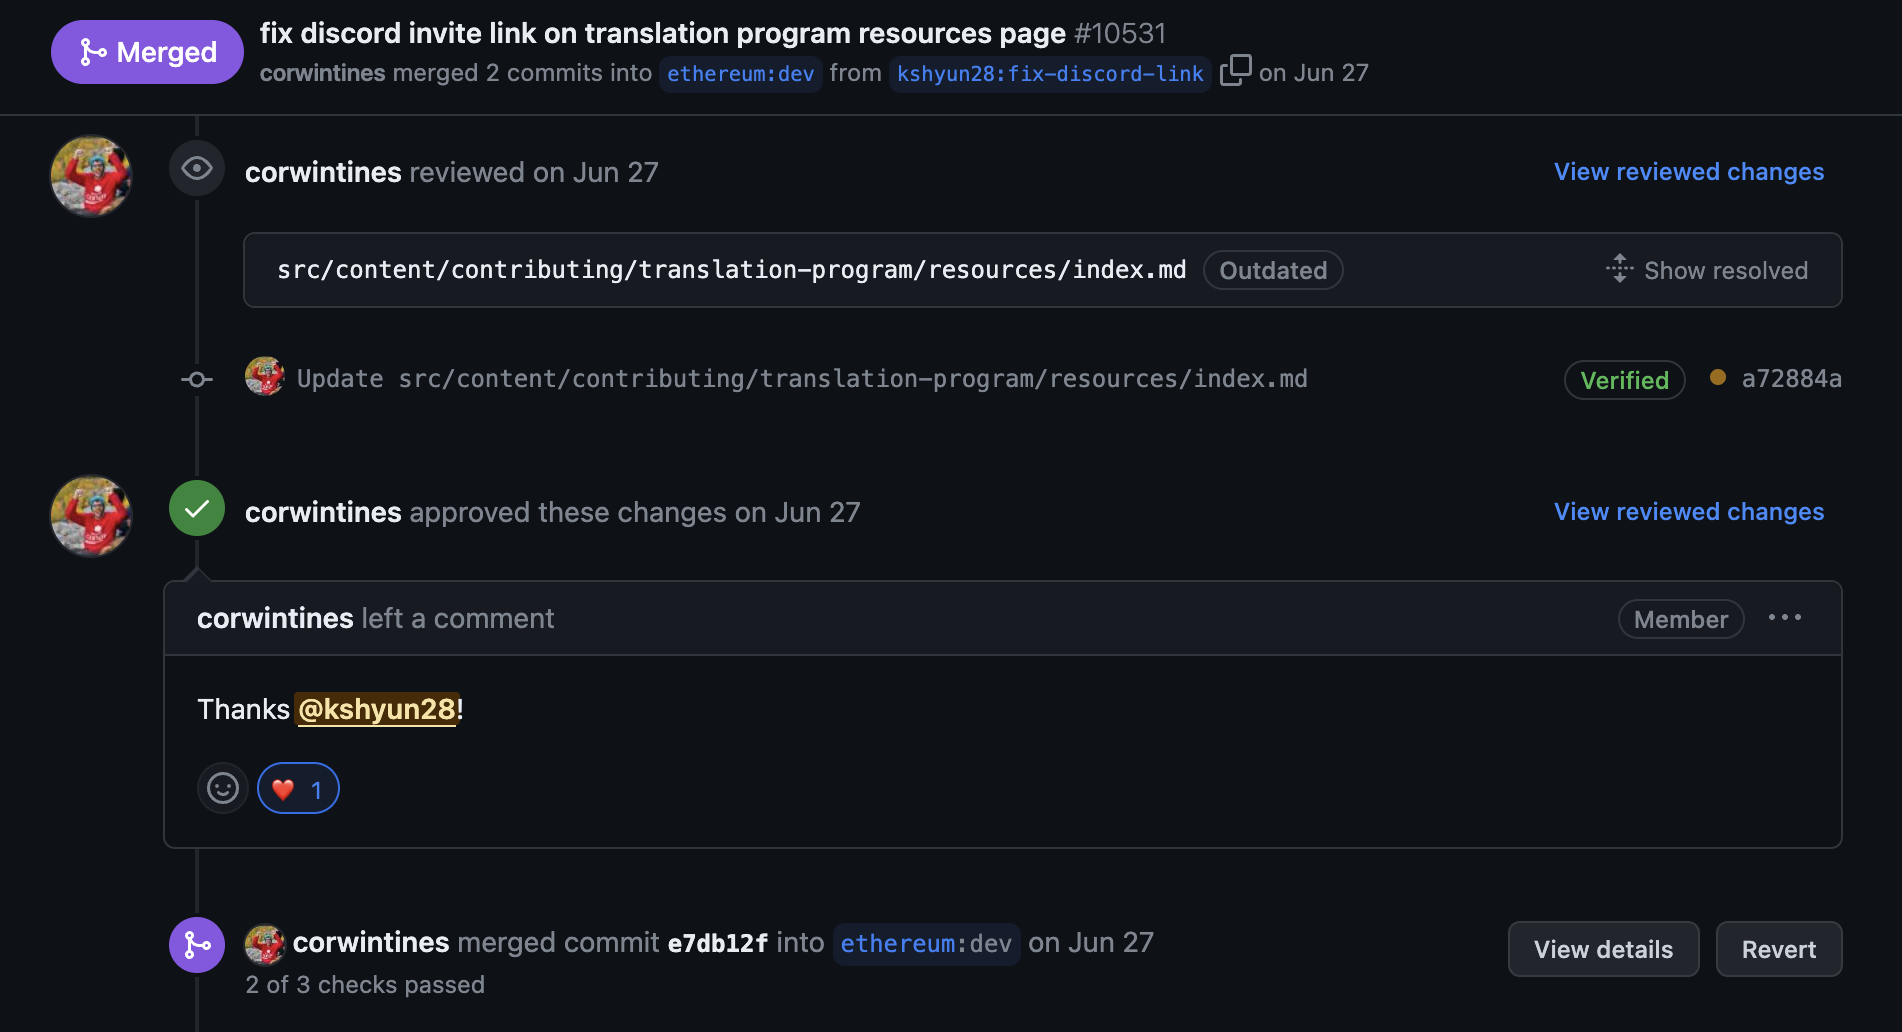 Merged
fix discord invite link on translation program resources page #10531
corwintines merged 2 commits into ethereum:dev from kshyun28:fix-discord-link on Jun 27
corwintines reviewed on Jun 27
View reviewed changes
src/content/contributing/translation-program/resources/index.md Outdated Show resolved
Update src/content/contributing/translation-program/resources/index.md Verified a72884a
corwintines approved these changes on Jun 27
View reviewed changes
corwintines left a comment Member
Thanks @kshyun28!
❤️ 1
corwintines merged commit e7db12f into ethereum:dev on Jun 27
View details Revert
2 of 3 checks passed